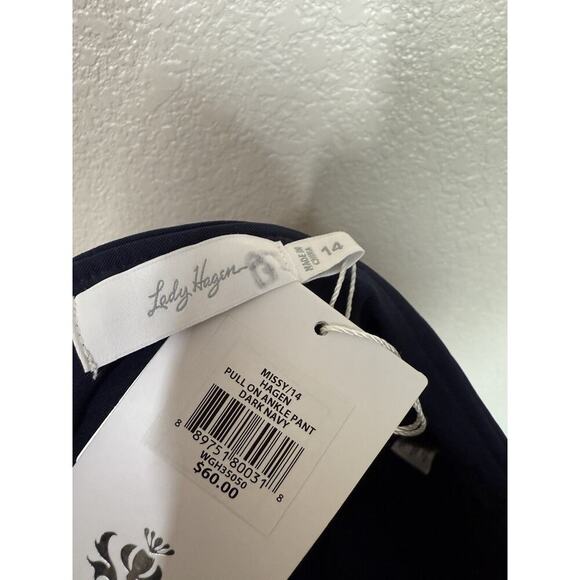 Lady Hagen
14
MADE IN
CHINA
MISSY/14
HAGEN
PULL ON ANKLE PANT
DARK NAVY
8 89751 80031 8
WGH35050
$60.00